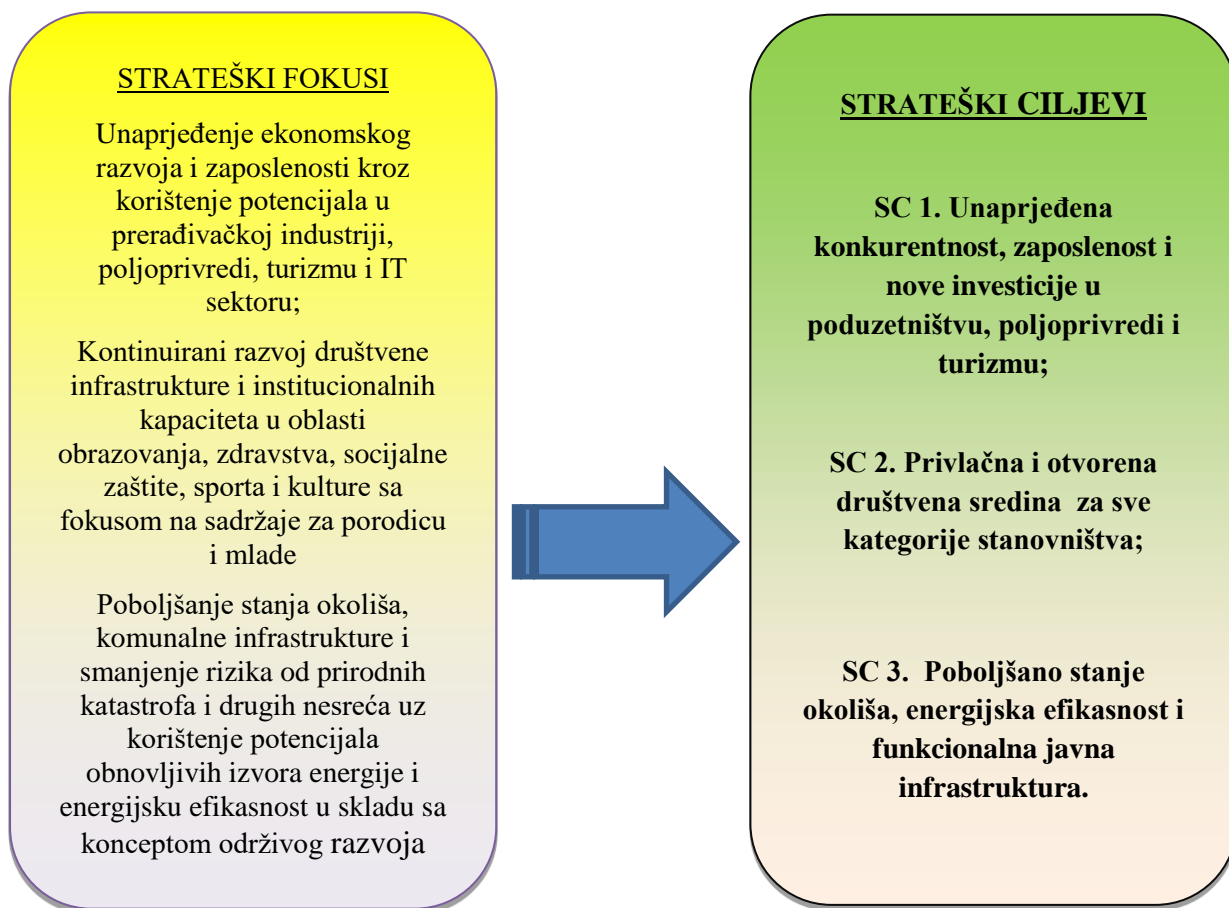 STRATEŠKI FOKUSI
Unaprjeđenje ekonomskog
razvoja i zaposlenosti kroz
korištenje potencijala u
prerađivačkoj industriji,
poljoprivredi, turizmu i IT
sektoru;
Kontinuirani razvoj društvene
infrastrukture i institucionalnih
kapaciteta u oblasti
obrazovanja, zdravstva, socijalne
zaštite, sporta i kulture sa
fokusom na sadržaje za porodicu
i mlade
Poboljšanje stanja okoliša,
komunalne infrastrukture i
smanjenje rizika od prirodnih
katastrofa i drugih nesreća uz
korištenje potencijala
obnovljivih izvora energije i
energijsku efikasnost u skladu sa
konceptom održivog razvoja
STRATEŠKI CILJEVI
SC 1. Unaprjeđena
konkurentnost, zaposlenost i
nove investicije u
poduzetništvu, poljoprivredi i
turizmu;
SC 2. Privlačna i otvorena
društvena sredina za sve
kategorije stanovništva;
SC 3. Poboljšano stanje
okoliša, energijska efikasnost i
funkcionalna javna
infrastruktura.